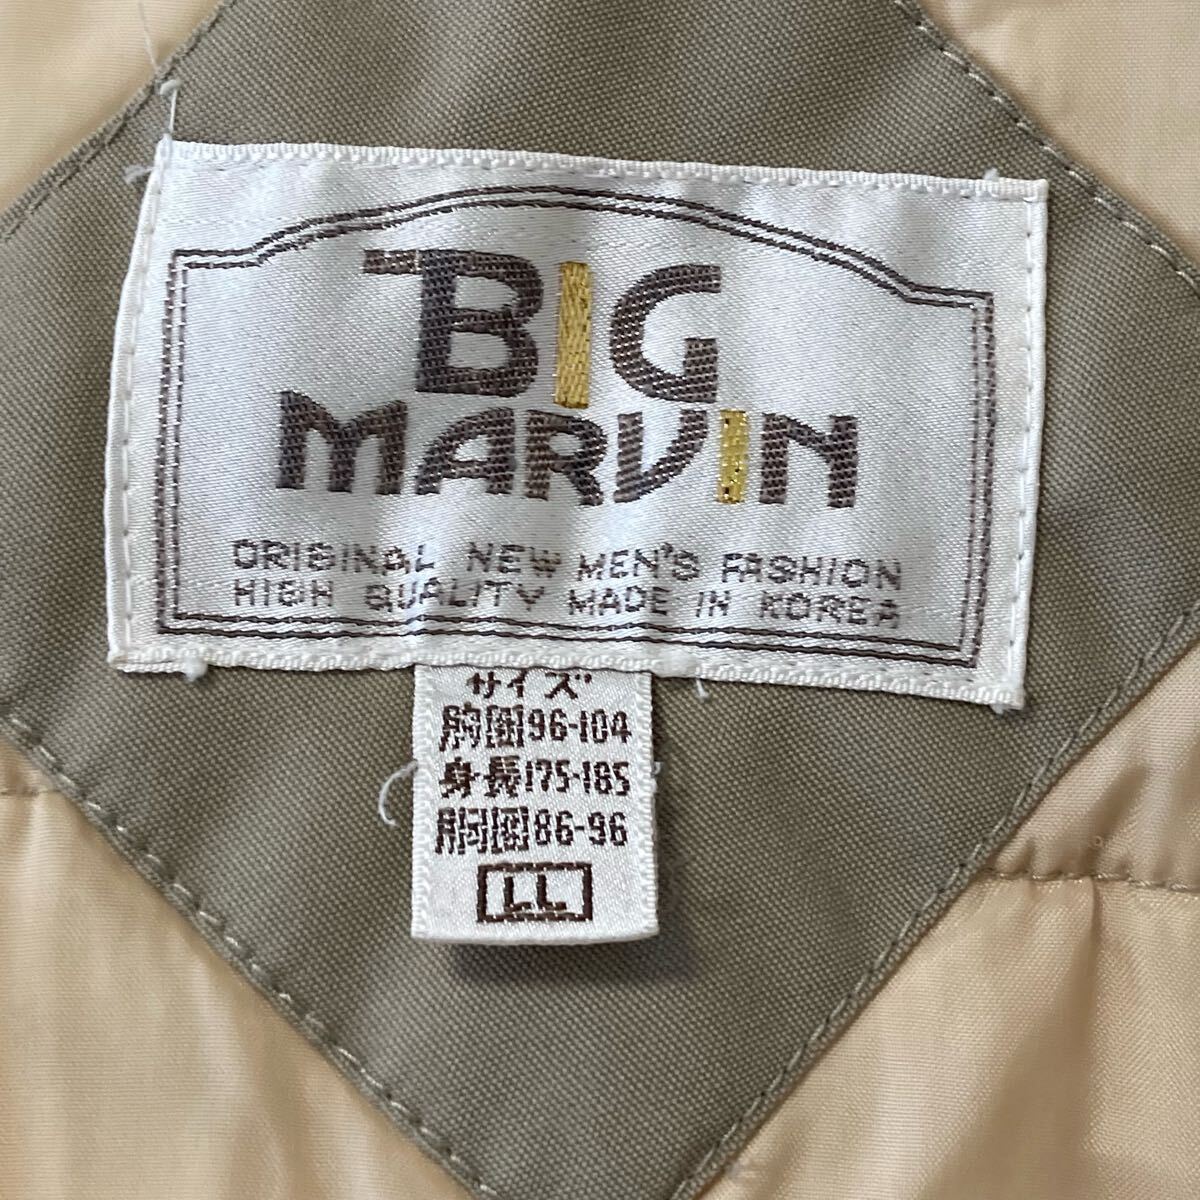 BIG
MARVIN
ORIGINAL NEW MEN'S FASHION
HIGH QUALITY MADE IN KOREA
サイズ
胸囲96-104
身長175-185
胴囲86-96
LL